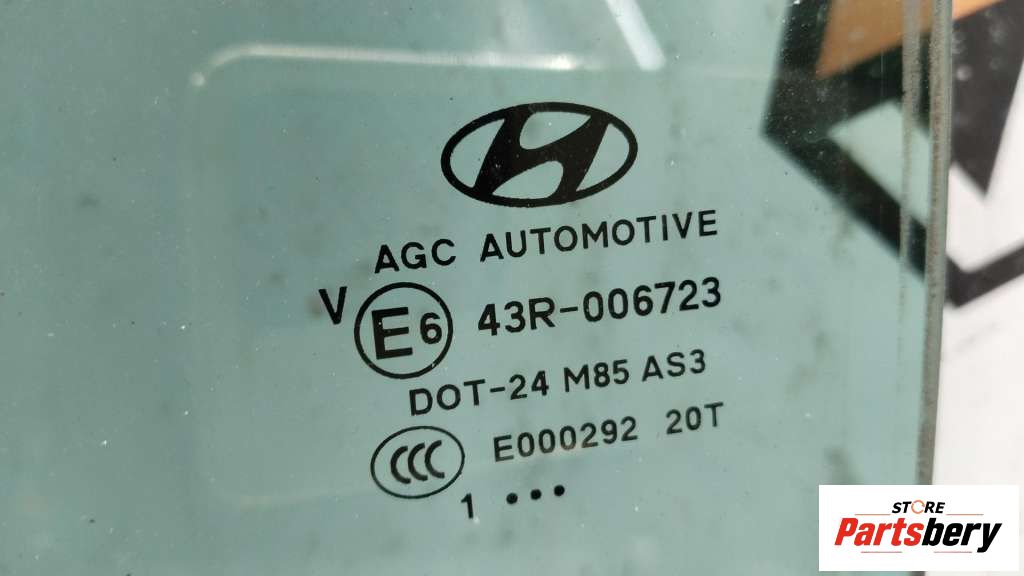 AGC AUTOMOTIVE
V E6 43R-006723
DOT-24 M85 AS3
CCC E000292 20T
1 •••
STORE
Partsbery